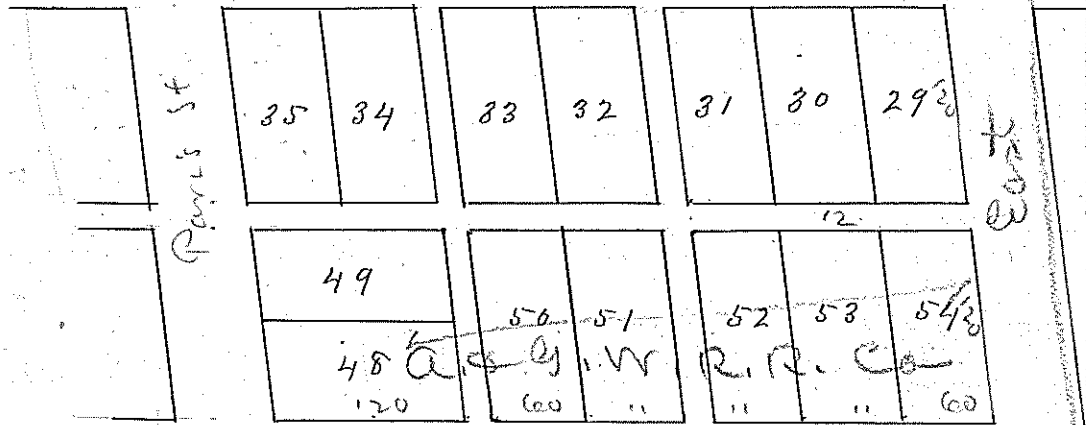 Paris St
35 34 33 32 31 30 29½
East
12
49
50 51 52 53 54½
48 A. & G. W. R. R. Co
120 60 " " " 60